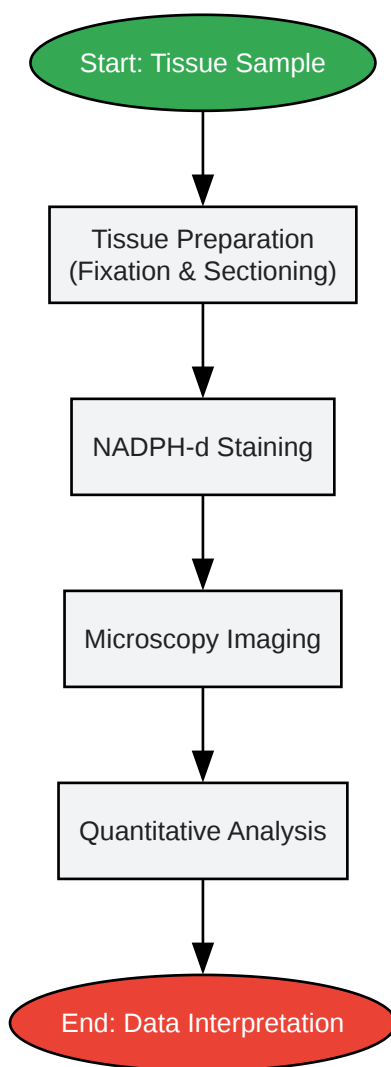 Start: Tissue Sample
Tissue Preparation
(Fixation & Sectioning)
NADPH-d Staining
Microscopy Imaging
Quantitative Analysis
End: Data Interpretation